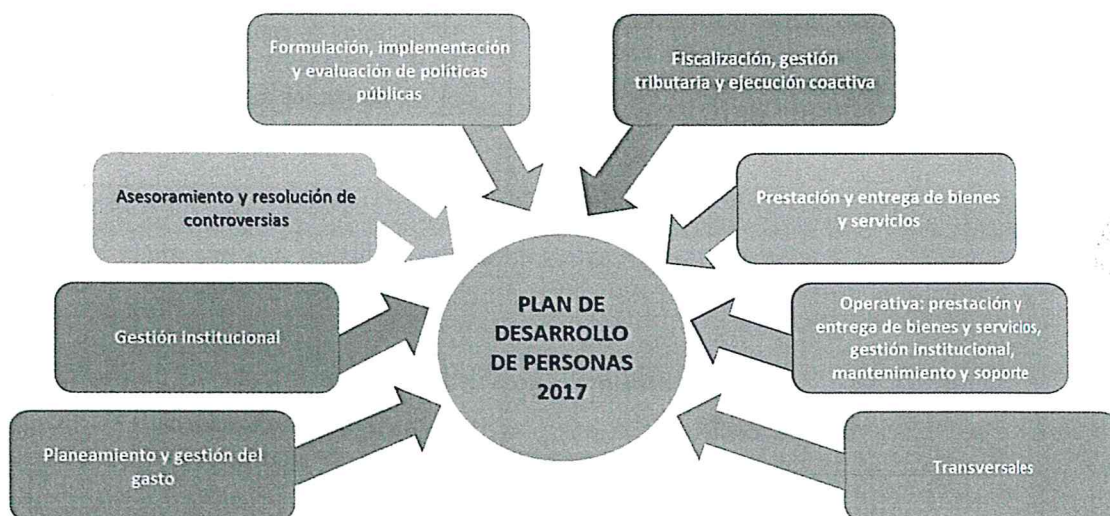 Formulación, implementación
y evaluación de políticas
públicas
Fiscalización, gestión
tributaria y ejecución coactiva
Asesoramiento y resolución de
controversias
Prestación y entrega de bienes
y servicios
Gestión institucional
PLAN DE
DESARROLLO
DE PERSONAS
2017
Operativa: prestación y
entrega de bienes y servicios,
gestión institucional,
mantenimiento y soporte
Planeamiento y gestión del
gasto
Transversales